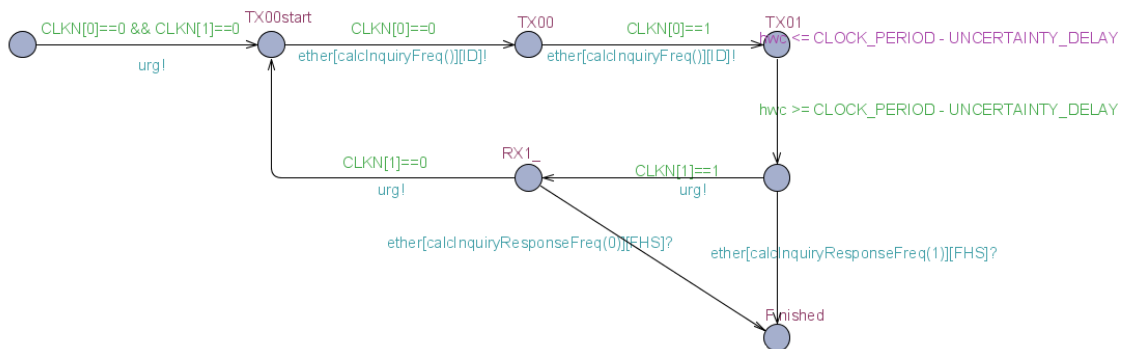 TX00start
TX00
TX01
CLKN[0]==0 && CLKN[1]==0
CLKN[0]==0
CLKN[0]==1
hwc <= CLOCK_PERIOD - UNCERTAINTY_DELAY
urg!
ether[calcInquiryFreq()][ID]!
ether[calcInquiryFreq()][ID]!
hwc >= CLOCK_PERIOD - UNCERTAINTY_DELAY
RX1_
CLKN[1]==0
CLKN[1]==1
urg!
urg!
ether[calcInquiryResponseFreq(0)][FHS]?
ether[calcInquiryResponseFreq(1)][FHS]?
Finished